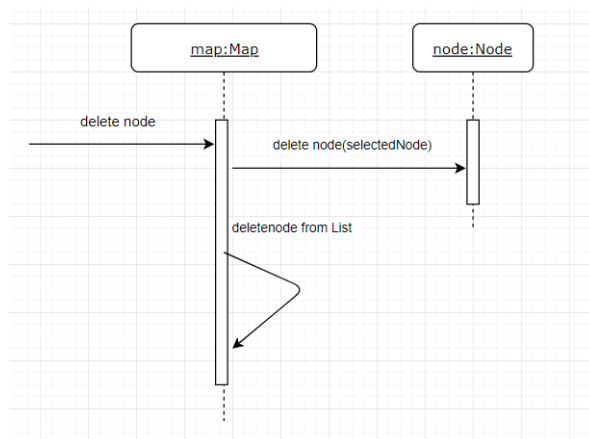 map:Map
node:Node
delete node
delete node(selectedNode)
deletenode from List